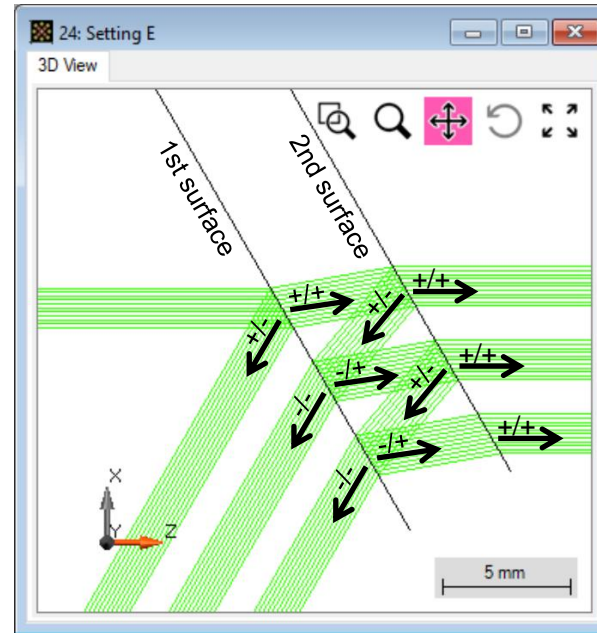 24: Setting E
3D View
1st surface
2nd surface
+/+
+/+
+/-
+/-
-/+
+/+
+/-
-/-
-/+
+/+
-/-
X
Y
Z
5 mm